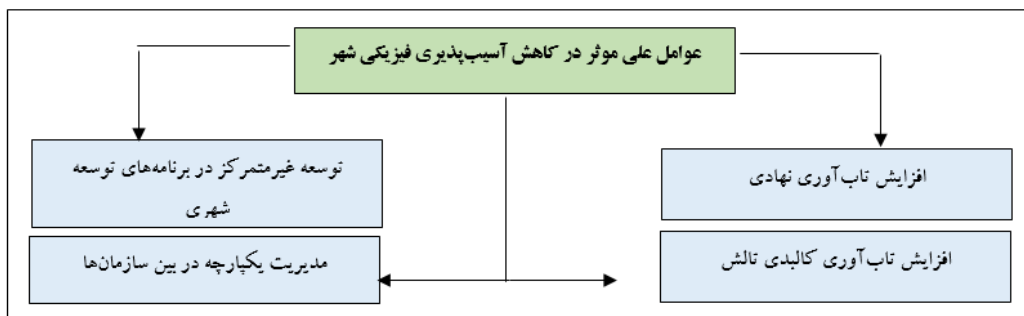 عوامل علی موثر در کاهش آسیب‌پذیری فیزیکی شهر
افزایش تاب‌آوری نهادی
توسعه غیرمتمرکز در برنامه‌های توسعه
شهری
افزایش تاب‌آوری کالبدی تالش
مدیریت یکپارچه در بین سازمان‌ها